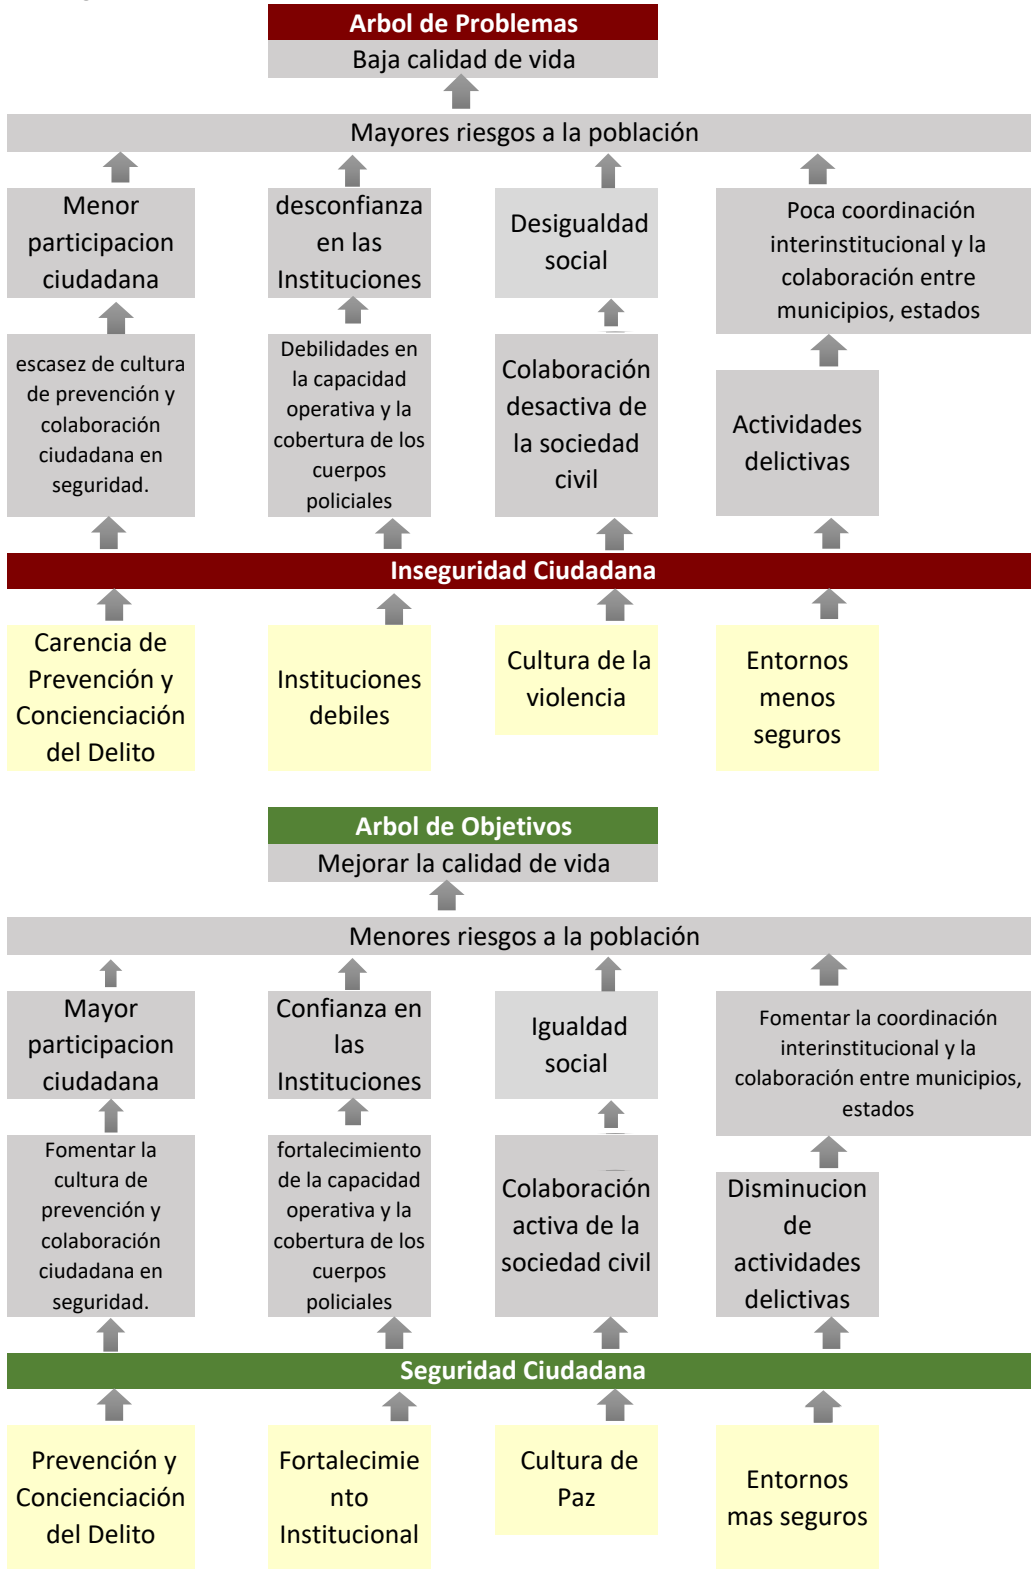 Arbol de Problemas
Baja calidad de vida
Mayores riesgos a la población
Menor
participacion
ciudadana
desconfianza
en las
Instituciones
Desigualdad
social
Poca coordinación
interinstitucional y la
colaboración entre
municipios, estados
escasez de cultura
de prevención y
colaboración
ciudadana en
seguridad.
Debilidades en
la capacidad
operativa y la
cobertura de los
cuerpos
policiales
Colaboración
desactiva de
la sociedad
civil
Actividades
delictivas
Inseguridad Ciudadana
Carencia de
Prevención y
Concienciación
del Delito
Instituciones
debiles
Cultura de la
violencia
Entornos
menos
seguros
Arbol de Objetivos
Mejorar la calidad de vida
Menores riesgos a la población
Mayor
participacion
ciudadana
Confianza en
las
Instituciones
Igualdad
social
Fomentar la coordinación
interinstitucional y la
colaboración entre municipios,
estados
Fomentar la
cultura de
prevención y
colaboración
ciudadana en
seguridad.
fortalecimiento
de la capacidad
operativa y la
cobertura de los
cuerpos
policiales
Colaboración
activa de la
sociedad civil
Disminucion
de
actividades
delictivas
Seguridad Ciudadana
Prevención y
Concienciación
del Delito
Fortalecimie
nto
Institucional
Cultura de
Paz
Entornos
mas seguros